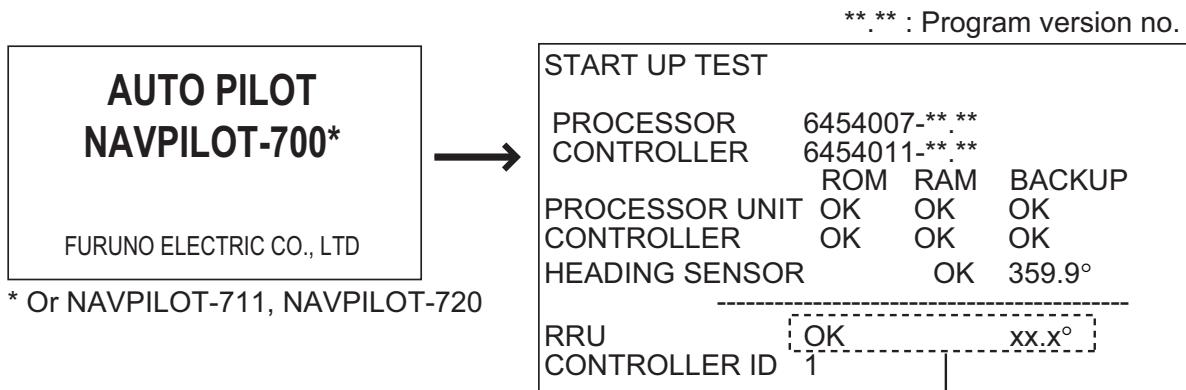 **.** : Program version no.
AUTO PILOT
NAVPILOT-700*
FURUNO ELECTRIC CO., LTD
* Or NAVPILOT-711, NAVPILOT-720
START UP TEST
PROCESSOR 6454007-**.**
CONTROLLER 6454011-**.**
ROM RAM BACKUP
PROCESSOR UNIT OK OK OK
CONTROLLER OK OK OK
HEADING SENSOR OK 359.9°
RRU OK xx.x°
CONTROLLER ID 1